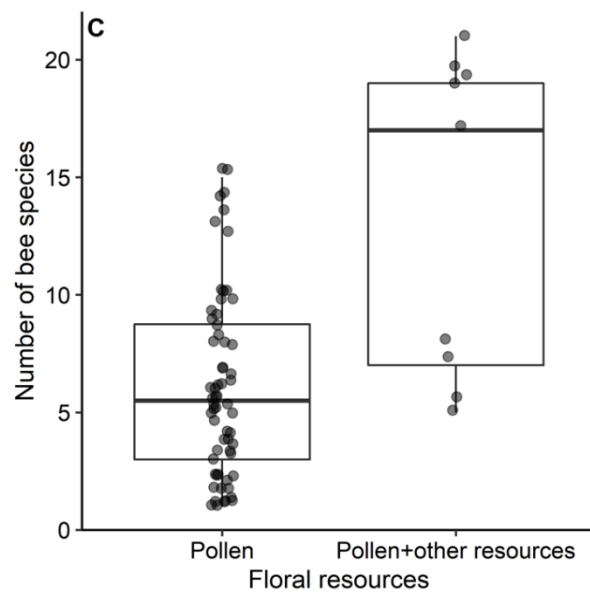 C
Number of bee species
20
15
10
5
0
Pollen
Pollen+other resources
Floral resources